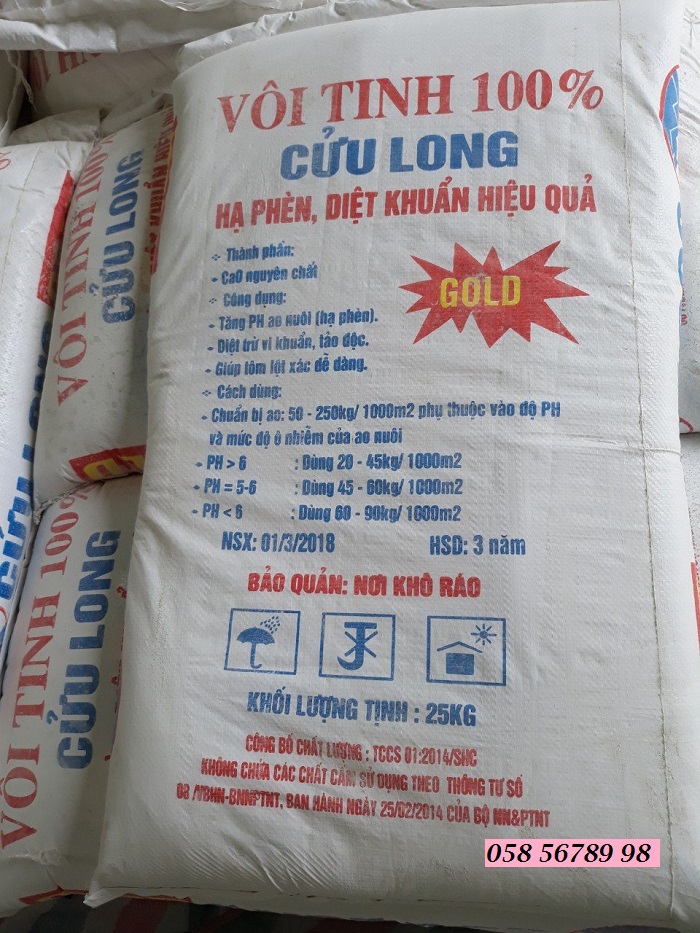 VÔI TINH 100%
CỬU LONG
HẠ PHÈN, DIỆT KHUẨN HIỆU QUẢ
GOLD
Thành phần:
- CaO nguyên chất
Công dụng:
- Tăng PH ao nuôi (hạ phèn).
- Diệt trừ vi khuẩn, tảo độc.
- Giúp tôm lột xác dễ dàng.
Cách dùng:
- Chuẩn bị ao: 50 - 250kg/ 1000m2 phụ thuộc vào độ PH
và mức độ ô nhiễm của ao nuôi
- PH > 6 : Dùng 20 - 45kg/ 1000m2
- PH = 5-6 : Dùng 45 - 60kg/ 1000m2
- PH < 6 : Dùng 60 - 90kg/ 1000m2
NSX: 01/3/2018 HSD: 3 năm
BẢO QUẢN: NƠI KHÔ RÁO
KHỐI LƯỢNG TỊNH : 25KG
CÔNG BỐ CHẤT LƯỢNG : TCCS 01:2014/SHC
KHÔNG CHỨA CÁC CHẤT CẤM SỬ DỤNG THEO THÔNG TƯ SỐ
08 /VBHN-BNNPTNT, BAN HÀNH NGÀY 25/02/2014 CỦA BỘ NN&PTNT
058 56789 98
VÔI TINH 100%
CỬU LONG
VÔI TINH 100%
CỬU LONG